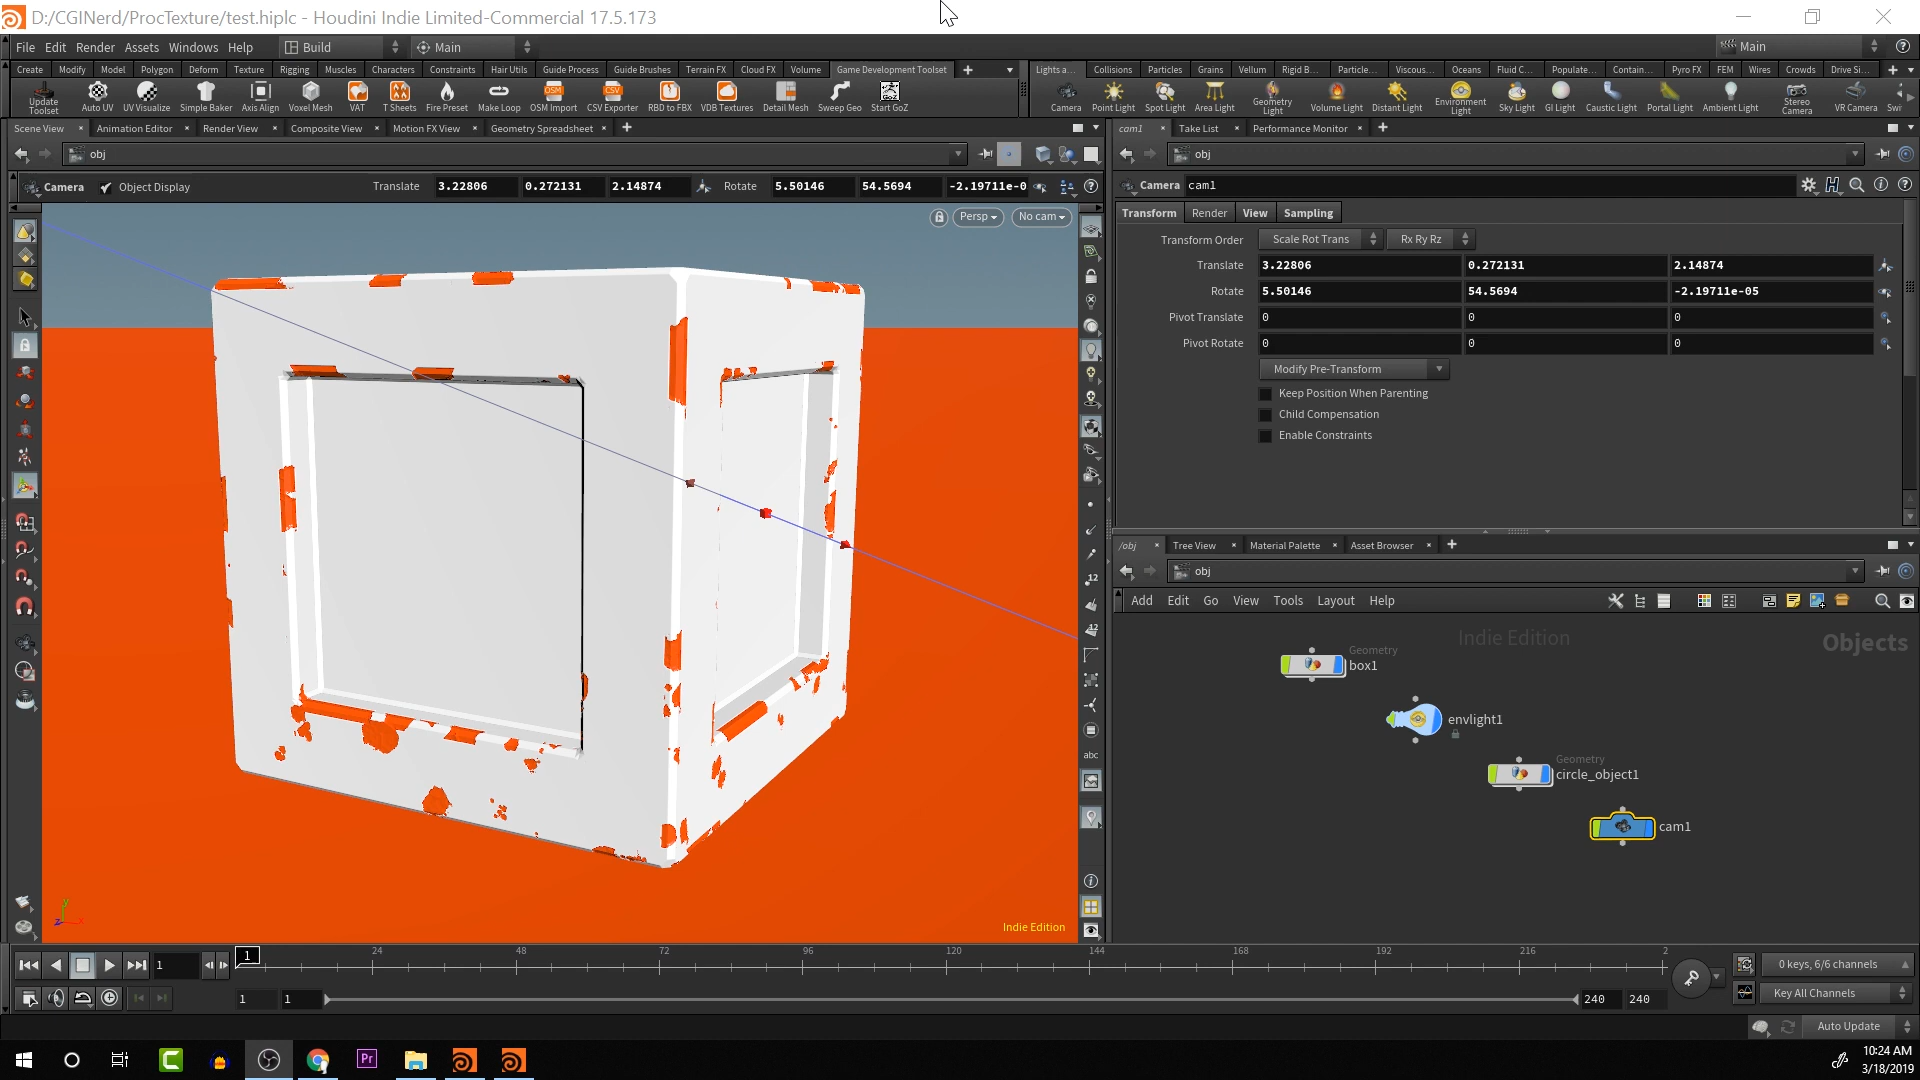 D:/CGINerd/ProcTexture/test.hiplc - Houdini Indie Limited-Commercial 17.5.173
File Edit Render Assets Windows Help Build Main Main
Create Modify Model Polygon Deform Texture Rigging Muscles Characters Constraints Hair Utils Guide Process Guide Brushes Terrain FX Cloud FX Volume Game Development Toolset
Lights a... Collisions Particles Grains Vellum Rigid B... Particle... Viscous... Oceans Fluid C... Populate... Contain... Pyro FX FEM Wires Crowds Drive Si...
Update Toolset Auto UV UV Visualize Simple Baker Axis Align Voxel Mesh VAT T Sheets Fire Preset Make Loop OSM Import CSV Exporter RBD to FBX VDB Textures Detail Mesh Sweep Geo Start GoZ
Camera Point Light Spot Light Area Light Geometry Light Volume Light Distant Light Environment Light Sky Light GI Light Caustic Light Portal Light Ambient Light Stereo Camera VR Camera Swi
Scene View Animation Editor Render View Composite View Motion FX View Geometry Spreadsheet
cam1 Take List Performance Monitor
obj
obj
Camera Object Display Translate 3.22806 0.272131 2.14874 Rotate 5.50146 54.5694 -2.19711e-0
Camera cam1
Persp No cam
Transform Render View Sampling
Transform Order Scale Rot Trans Rx Ry Rz
Translate 3.22806 0.272131 2.14874
Rotate 5.50146 54.5694 -2.19711e-05
Pivot Translate 0 0 0
Pivot Rotate 0 0 0
Modify Pre-Transform
Keep Position When Parenting
Child Compensation
Enable Constraints
/obj Tree View Material Palette Asset Browser
obj
Add Edit Go View Tools Layout Help
Indie Edition
Objects
Geometry
box1
envlight1
Geometry
circle_object1
cam1
12
12
abc
y
z x
Indie Edition
1 1 24 48 72 96 120 144 168 192 216 2
0 keys, 6/6 channels
1 1 240 240
Key All Channels
Auto Update
Pr
10:24 AM
3/18/2019